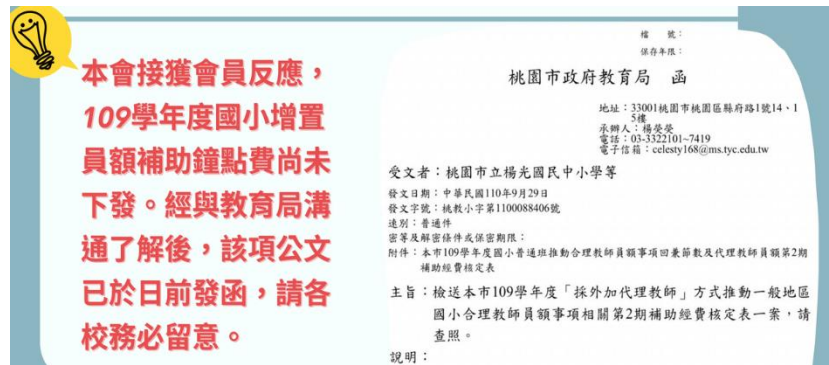 本會接獲會員反應，
109學年度國小增置
員額補助鐘點費尚未
下發。經與教育局溝
通了解後，該項公文
已於日前發函，請各
校務必留意。
檔　號：
保存年限：
桃園市政府教育局　函
地址：33001桃園市桃園區縣府路1號14、1
5樓
承辦人：楊熒熒
電話：03-3322101~7419
電子信箱：celesty168@ms.tyc.edu.tw
受文者：桃園市立楊光國民中小學等
發文日期：中華民國110年9月29日
發文字號：桃教小字第1100088406號
速別：普通件
密等及解密條件或保密期限：
附件：本市109學年度國小普通班推動合理教師員額事項回兼節數及代理教師員額第2期
補助經費核定表
主旨：檢送本市109學年度「採外加代理教師」方式推動一般地區
國小合理教師員額事項相關第2期補助經費核定表一案，請
查照。
說明：